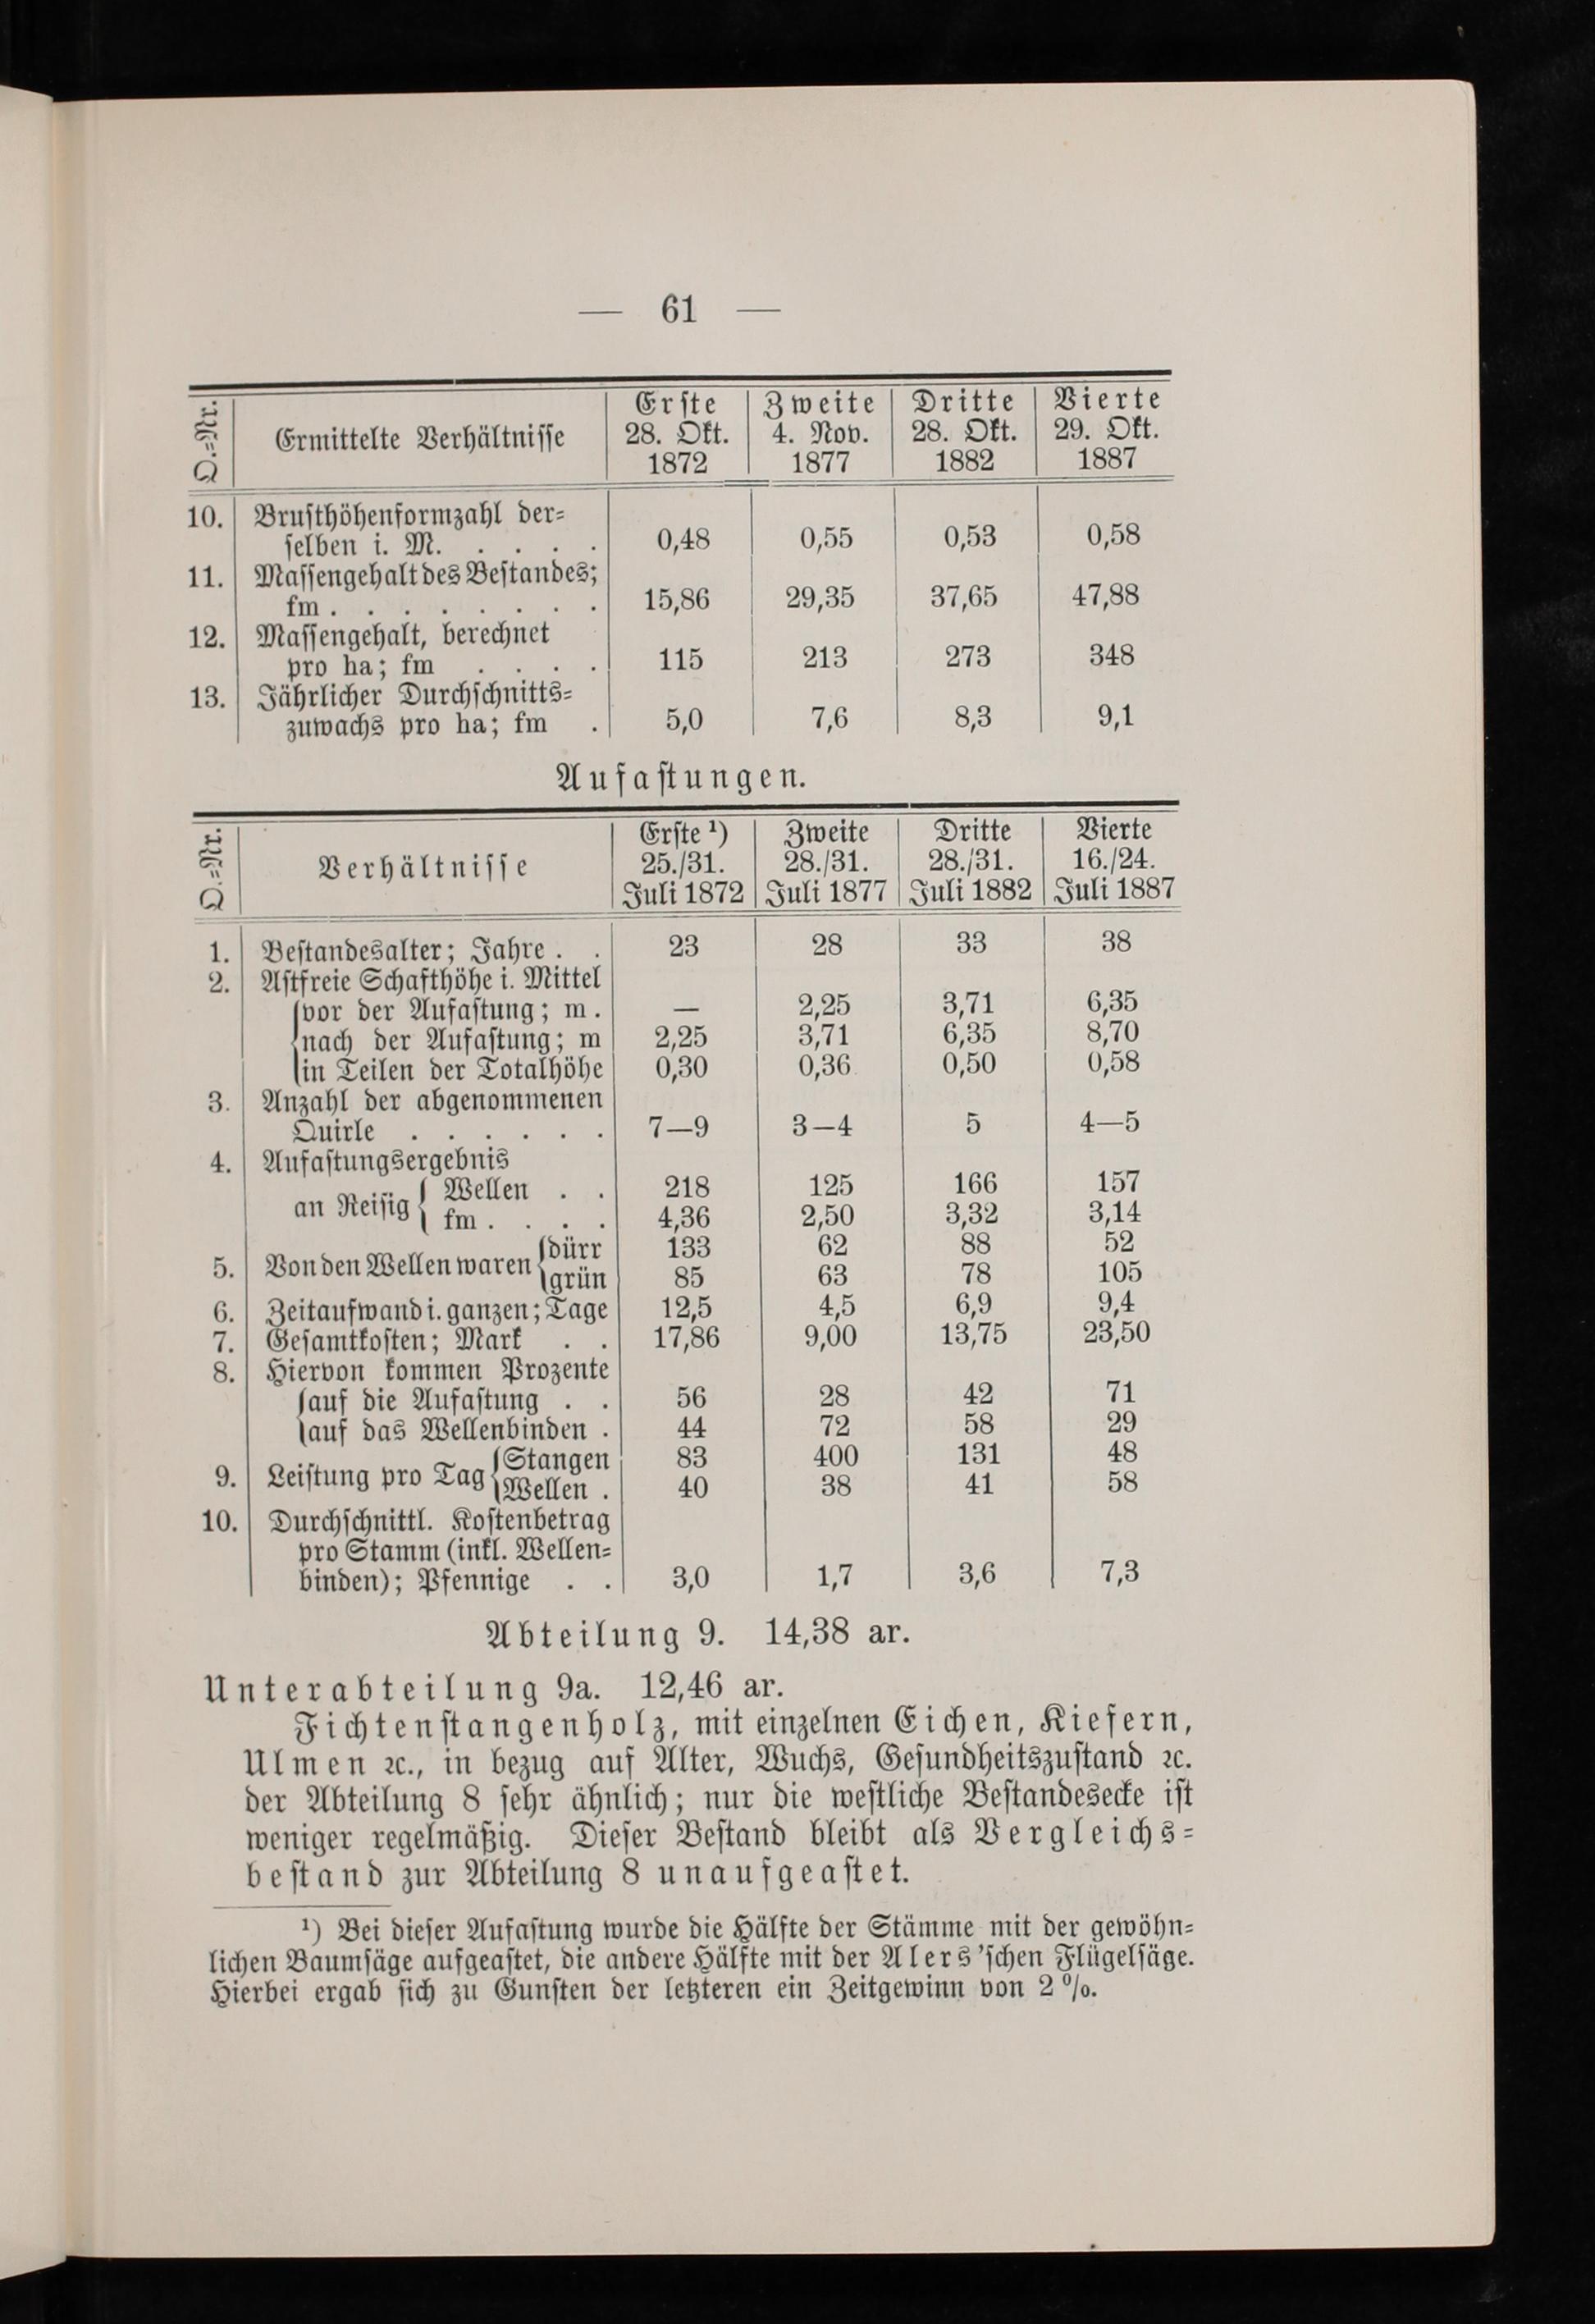 — 61 —
O.-Nr. Ermittelte Verhältnisse Erste 28. Okt. 1872 Zweite 4. Nov. 1877 Dritte 28. Okt. 1882 Vierte 29. Okt. 1887
10. Brusthöhenformzahl der-
selben i. M. . . . . 0,48 0,55 0,53 0,58
11. Massengehalt des Bestandes;
fm . . . . . . . . 15,86 29,35 37,65 47,88
12. Massengehalt, berechnet
pro ha; fm . . . . 115 213 273 348
13. Jährlicher Durchschnitts-
zuwachs pro ha; fm . 5,0 7,6 8,3 9,1
Aufastungen.
O.-Nr. Verhältnisse Erste ¹) 25./31. Juli 1872 Zweite 28./31. Juli 1877 Dritte 28./31. Juli 1882 Vierte 16./24. Juli 1887
1. Bestandesalter; Jahre . . 23 28 33 38
2. Astfreie Schafthöhe i. Mittel
vor der Aufastung; m . — 2,25 3,71 6,35
nach der Aufastung; m 2,25 3,71 6,35 8,70
in Teilen der Totalhöhe 0,30 0,36 0,50 0,58
3. Anzahl der abgenommenen
Quirle . . . . . . 7—9 3—4 5 4—5
4. Aufastungsergebnis
an Reisig { Wellen . . 218 125 166 157
fm . . . . 4,36 2,50 3,32 3,14
5. Von den Wellen waren { dürr 133 62 88 52
grün 85 63 78 105
6. Zeitaufwand i. ganzen; Tage 12,5 4,5 6,9 9,4
7. Gesamtkosten; Mark . . 17,86 9,00 13,75 23,50
8. Hiervon kommen Prozente
auf die Aufastung . . 56 28 42 71
auf das Wellenbinden . 44 72 58 29
9. Leistung pro Tag { Stangen 83 400 131 48
Wellen . 40 38 41 58
10. Durchschnittl. Kostenbetrag
pro Stamm (inkl. Wellen-
binden); Pfennige . . 3,0 1,7 3,6 7,3
Abteilung 9. 14,38 ar.
Unterabteilung 9a. 12,46 ar.
Fichtenstangenholz, mit einzelnen Eichen, Kiefern,
Ulmen ꝛc., in bezug auf Alter, Wuchs, Gesundheitszustand ꝛc.
der Abteilung 8 sehr ähnlich; nur die westliche Bestandesecke ist
weniger regelmäßig. Dieser Bestand bleibt als Vergleichs-
bestand zur Abteilung 8 unaufgeastet.
¹) Bei dieser Aufastung wurde die Hälfte der Stämme mit der gewöhn-
lichen Baumsäge aufgeastet, die andere Hälfte mit der Alers'schen Flügelsäge.
Hierbei ergab sich zu Gunsten der letzteren ein Zeitgewinn von 2 %.